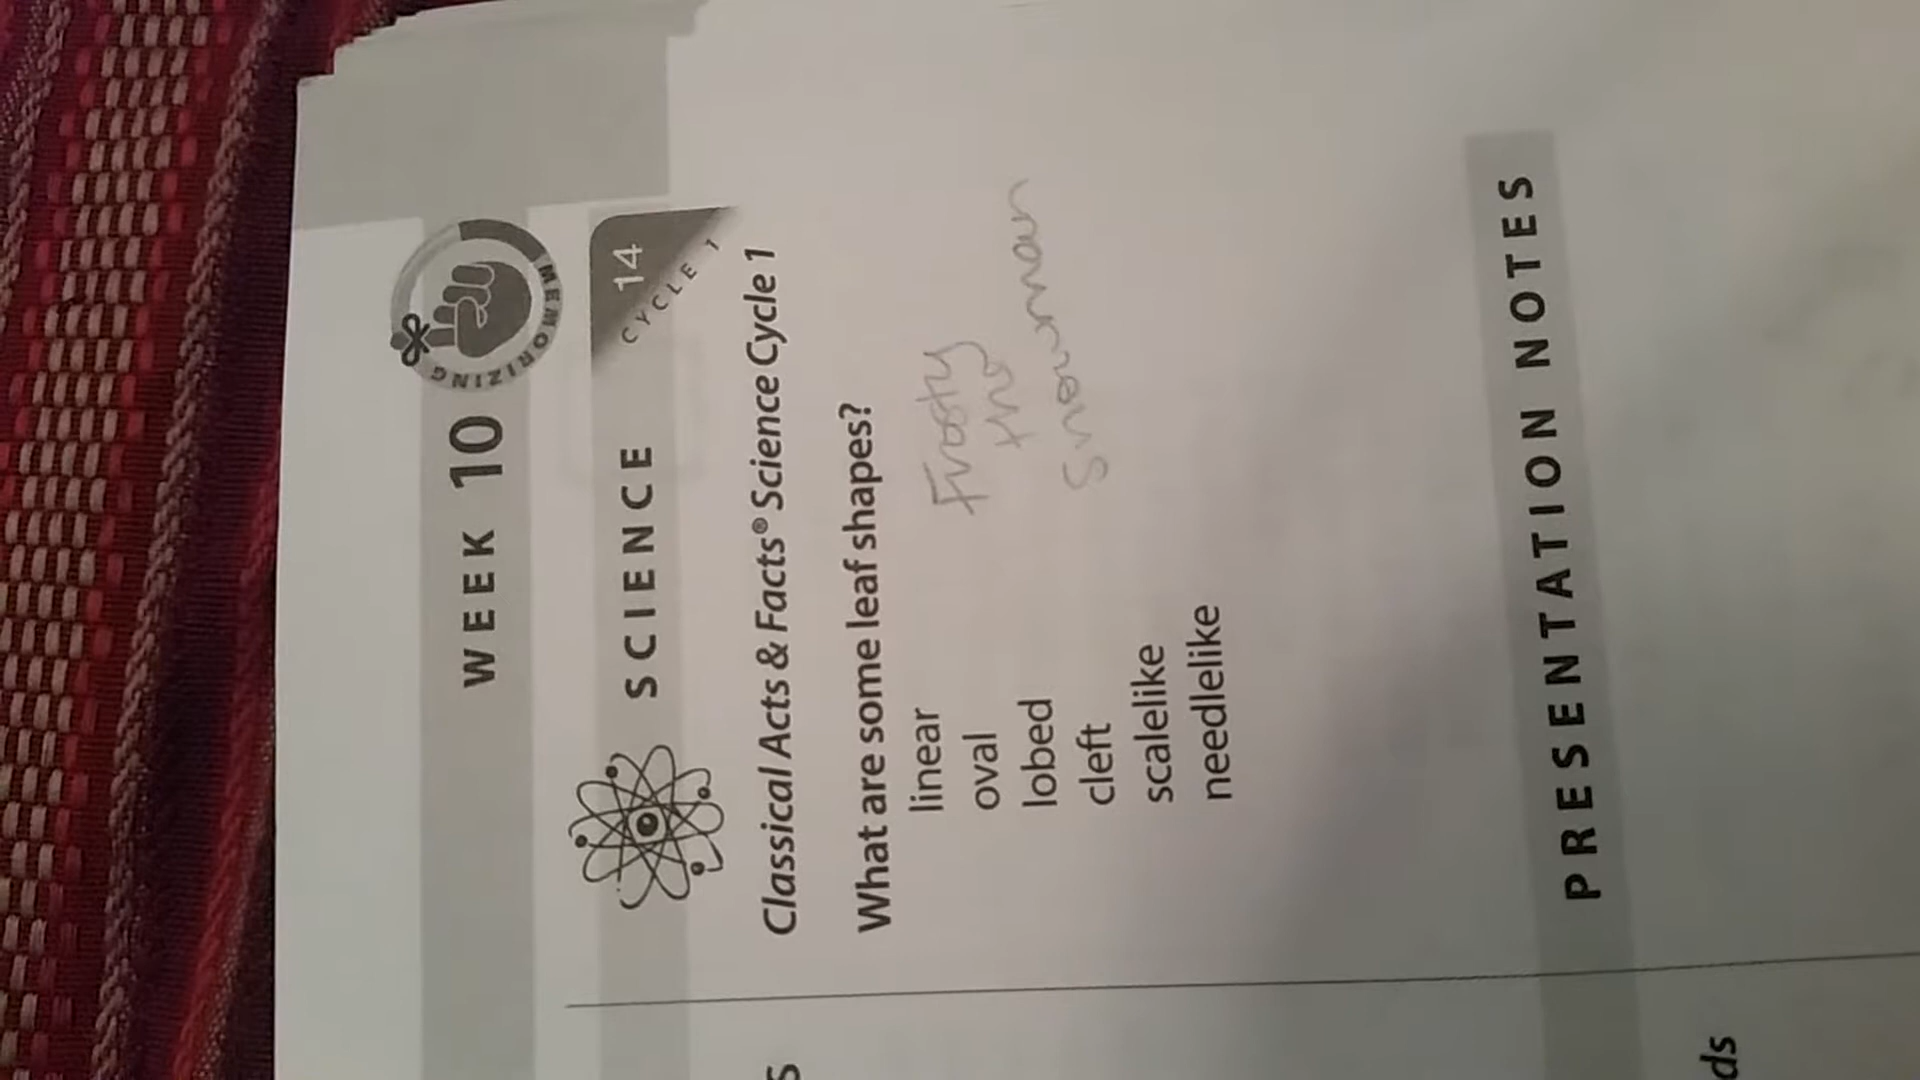 WEEK 10
MEMORIZING
SCIENCE
14
CYCLE 1
Classical Acts & Facts® Science Cycle 1
What are some leaf shapes?
linear
oval
lobed
cleft
scalelike
needlelike
Frosty
the
Snowman
PRESENTATION NOTES
s
ds